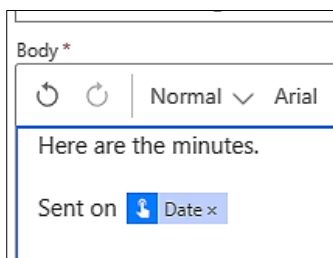 Body *
Normal Arial
Here are the minutes.
Sent on Date ×